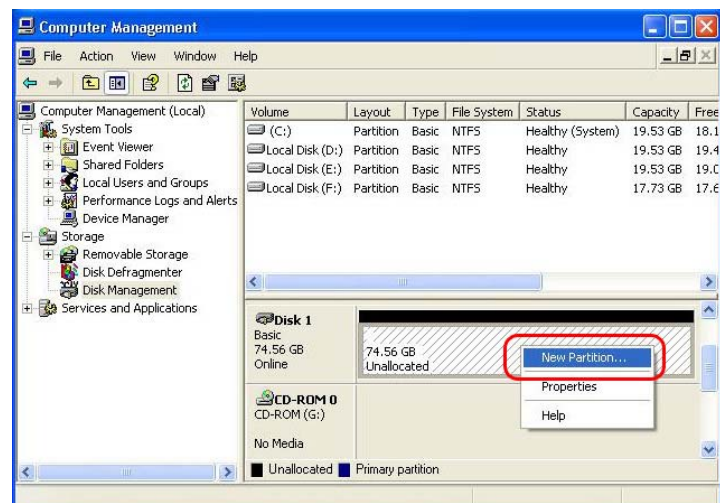 Computer Management
File Action View Window Help
Computer Management (Local)
System Tools
Event Viewer
Shared Folders
Local Users and Groups
Performance Logs and Alerts
Device Manager
Storage
Removable Storage
Disk Defragmenter
Disk Management
Services and Applications
Volume Layout Type File System Status Capacity Free
(C:) Partition Basic NTFS Healthy (System) 19.53 GB 18.1
Local Disk (D:) Partition Basic NTFS Healthy 19.53 GB 19.4
Local Disk (E:) Partition Basic NTFS Healthy 19.53 GB 19.0
Local Disk (F:) Partition Basic NTFS Healthy 17.73 GB 17.6
Disk 1
Basic
74.56 GB
Online
74.56 GB
Unallocated
New Partition...
Properties
Help
CD-ROM 0
CD-ROM (G:)
No Media
Unallocated Primary partition